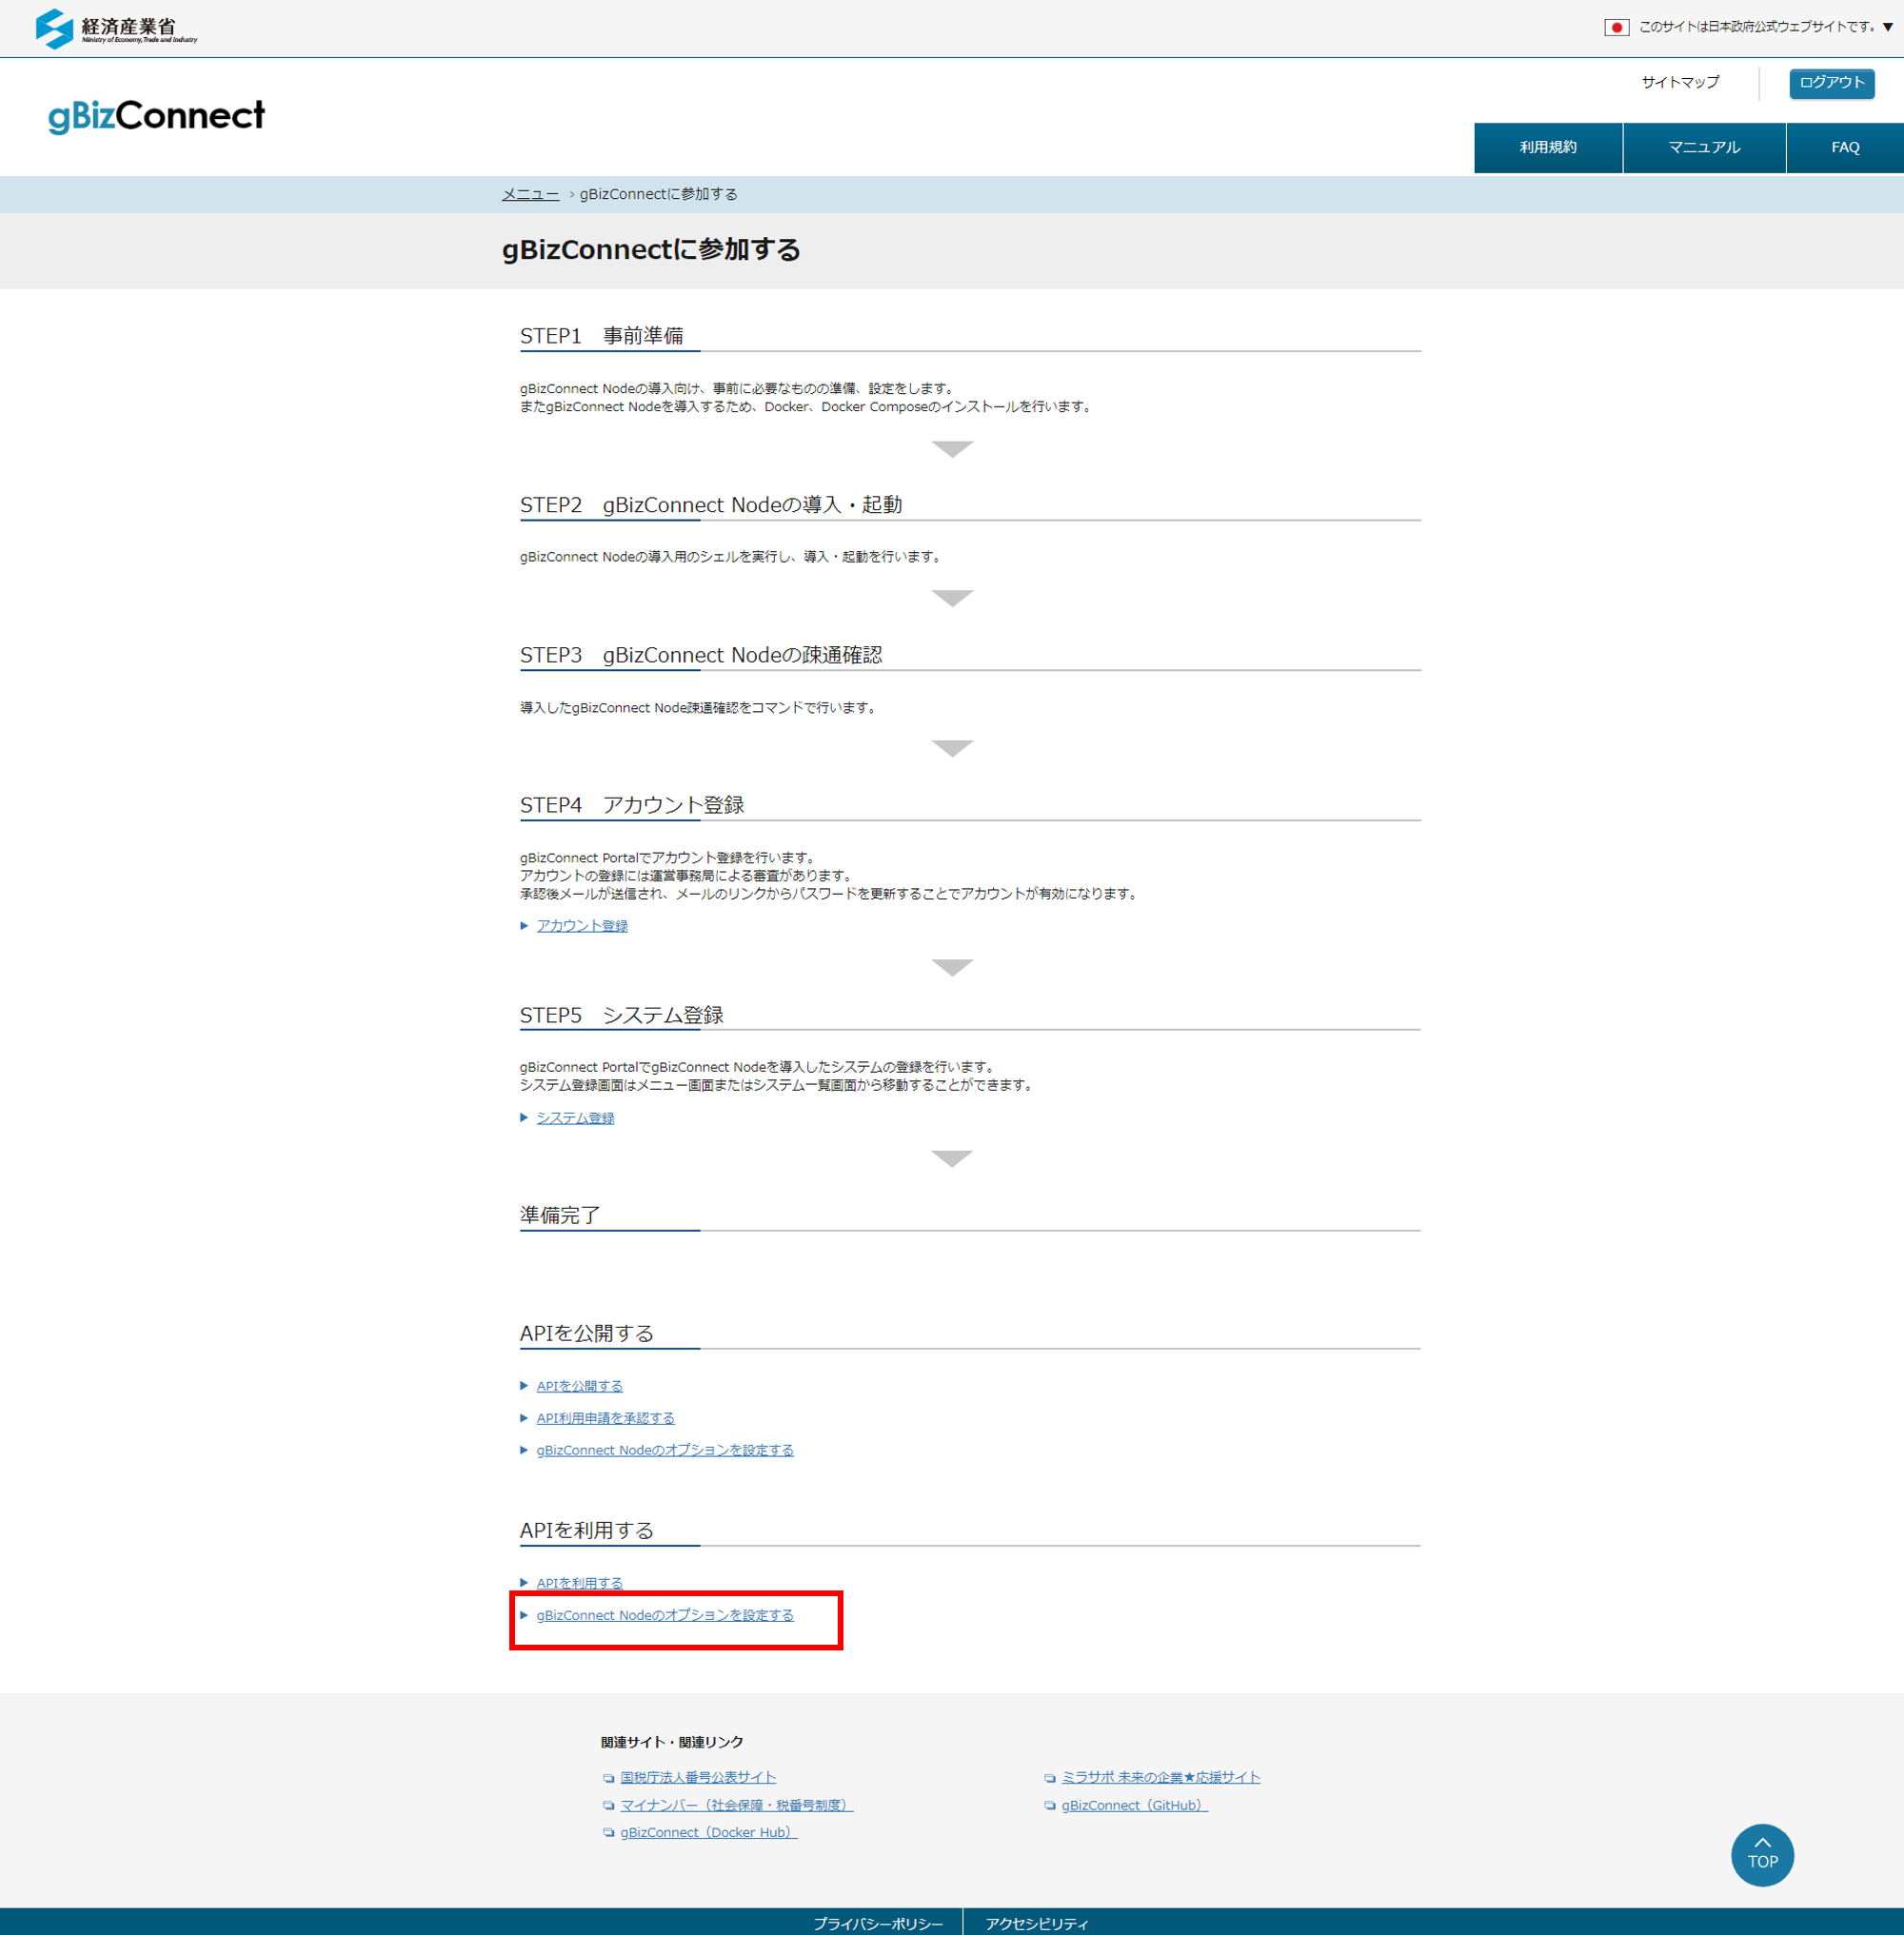 経済産業省
Ministry of Economy, Trade and Industry
このサイトは日本政府公式ウェブサイトです。▼
サイトマップ
ログアウト
gBizConnect
利用規約
マニュアル
FAQ
メニュー › gBizConnectに参加する
gBizConnectに参加する
STEP1　事前準備
gBizConnect Nodeの導入向け、事前に必要なものの準備、設定をします。
またgBizConnect Nodeを導入するため、Docker、Docker Composeのインストールを行います。
STEP2　gBizConnect Nodeの導入・起動
gBizConnect Nodeの導入用のシェルを実行し、導入・起動を行います。
STEP3　gBizConnect Nodeの疎通確認
導入したgBizConnect Node疎通確認をコマンドで行います。
STEP4　アカウント登録
gBizConnect Portalでアカウント登録を行います。
アカウントの登録には運営事務局による審査があります。
承認後メールが送信され、メールのリンクからパスワードを更新することでアカウントが有効になります。
アカウント登録
STEP5　システム登録
gBizConnect PortalでgBizConnect Nodeを導入したシステムの登録を行います。
システム登録画面はメニュー画面またはシステム一覧画面から移動することができます。
システム登録
準備完了
APIを公開する
APIを公開する
API利用申請を承認する
gBizConnect Nodeのオプションを設定する
APIを利用する
APIを利用する
gBizConnect Nodeのオプションを設定する
関連サイト・関連リンク
国税庁法人番号公表サイト
ミラサポ 未来の企業★応援サイト
マイナンバー（社会保障・税番号制度）
gBizConnect（GitHub）
gBizConnect（Docker Hub）
TOP
プライバシーポリシー
アクセシビリティ